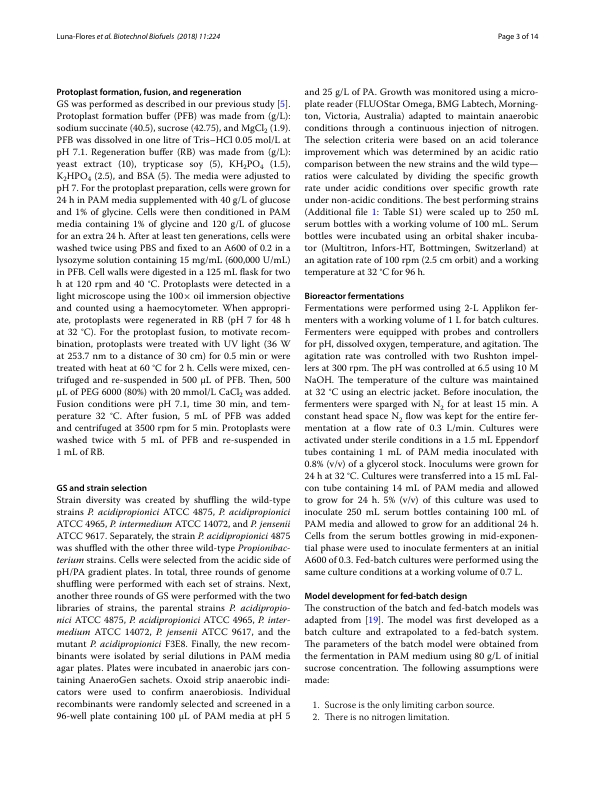 Luna-Flores et al. Biotechnol Biofuels (2018) 11:224
Page 3 of 14
Protoplast formation, fusion, and regeneration
GS was performed as described in our previous study [5].
Protoplast formation buffer (PFB) was made from (g/L):
sodium succinate (40.5), sucrose (42.75), and MgCl2 (1.9).
PFB was dissolved in one litre of Tris–HCl 0.05 mol/L at
pH 7.1. Regeneration buffer (RB) was made from (g/L):
yeast extract (10), trypticase soy (5), KH2PO4 (1.5),
K2HPO4 (2.5), and BSA (5). The media were adjusted to
pH 7. For the protoplast preparation, cells were grown for
24 h in PAM media supplemented with 40 g/L of glucose
and 1% of glycine. Cells were then conditioned in PAM
media containing 1% of glycine and 120 g/L of glucose
for an extra 24 h. After at least ten generations, cells were
washed twice using PBS and fixed to an A600 of 0.2 in a
lysozyme solution containing 15 mg/mL (600,000 U/mL)
in PFB. Cell walls were digested in a 125 mL flask for two
h at 120 rpm and 40 °C. Protoplasts were detected in a
light microscope using the 100× oil immersion objective
and counted using a haemocytometer. When appropri-
ate, protoplasts were regenerated in RB (pH 7 for 48 h
at 32 °C). For the protoplast fusion, to motivate recom-
bination, protoplasts were treated with UV light (36 W
at 253.7 nm to a distance of 30 cm) for 0.5 min or were
treated with heat at 60 °C for 2 h. Cells were mixed, cen-
trifuged and re-suspended in 500 µL of PFB. Then, 500
µL of PEG 6000 (80%) with 20 mmol/L CaCl2 was added.
Fusion conditions were pH 7.1, time 30 min, and tem-
perature 32 °C. After fusion, 5 mL of PFB was added
and centrifuged at 3500 rpm for 5 min. Protoplasts were
washed twice with 5 mL of PFB and re-suspended in
1 mL of RB.
GS and strain selection
Strain diversity was created by shuffling the wild-type
strains P. acidipropionici ATCC 4875, P. acidipropionici
ATCC 4965, P. intermedium ATCC 14072, and P. jensenii
ATCC 9617. Separately, the strain P. acidipropionici 4875
was shuffled with the other three wild-type Propionibac-
terium strains. Cells were selected from the acidic side of
pH/PA gradient plates. In total, three rounds of genome
shuffling were performed with each set of strains. Next,
another three rounds of GS were performed with the two
libraries of strains, the parental strains P. acidipropio-
nici ATCC 4875, P. acidipropionici ATCC 4965, P. inter-
medium ATCC 14072, P. jensenii ATCC 9617, and the
mutant P. acidipropionici F3E8. Finally, the new recom-
binants were isolated by serial dilutions in PAM media
agar plates. Plates were incubated in anaerobic jars con-
taining AnaeroGen sachets. Oxoid strip anaerobic indi-
cators were used to confirm anaerobiosis. Individual
recombinants were randomly selected and screened in a
96-well plate containing 100 µL of PAM media at pH 5
and 25 g/L of PA. Growth was monitored using a micro-
plate reader (FLUOStar Omega, BMG Labtech, Morning-
ton, Victoria, Australia) adapted to maintain anaerobic
conditions through a continuous injection of nitrogen.
The selection criteria were based on an acid tolerance
improvement which was determined by an acidic ratio
comparison between the new strains and the wild type—
ratios were calculated by dividing the specific growth
rate under acidic conditions over specific growth rate
under non-acidic conditions. The best performing strains
(Additional file 1: Table S1) were scaled up to 250 mL
serum bottles with a working volume of 100 mL. Serum
bottles were incubated using an orbital shaker incuba-
tor (Multitron, Infors-HT, Bottmingen, Switzerland) at
an agitation rate of 100 rpm (2.5 cm orbit) and a working
temperature at 32 °C for 96 h.
Bioreactor fermentations
Fermentations were performed using 2-L Applikon fer-
menters with a working volume of 1 L for batch cultures.
Fermenters were equipped with probes and controllers
for pH, dissolved oxygen, temperature, and agitation. The
agitation rate was controlled with two Rushton impel-
lers at 300 rpm. The pH was controlled at 6.5 using 10 M
NaOH. The temperature of the culture was maintained
at 32 °C using an electric jacket. Before inoculation, the
fermenters were sparged with N2 for at least 15 min. A
constant head space N2 flow was kept for the entire fer-
mentation at a flow rate of 0.3 L/min. Cultures were
activated under sterile conditions in a 1.5 mL Eppendorf
tubes containing 1 mL of PAM media inoculated with
0.8% (v/v) of a glycerol stock. Inoculums were grown for
24 h at 32 °C. Cultures were transferred into a 15 mL Fal-
con tube containing 14 mL of PAM media and allowed
to grow for 24 h. 5% (v/v) of this culture was used to
inoculate 250 mL serum bottles containing 100 mL of
PAM media and allowed to grow for an additional 24 h.
Cells from the serum bottles growing in mid-exponen-
tial phase were used to inoculate fermenters at an initial
A600 of 0.3. Fed-batch cultures were performed using the
same culture conditions at a working volume of 0.7 L.
Model development for fed-batch design
The construction of the batch and fed-batch models was
adapted from [19]. The model was first developed as a
batch culture and extrapolated to a fed-batch system.
The parameters of the batch model were obtained from
the fermentation in PAM medium using 80 g/L of initial
sucrose concentration. The following assumptions were
made:
1. Sucrose is the only limiting carbon source.
2. There is no nitrogen limitation.